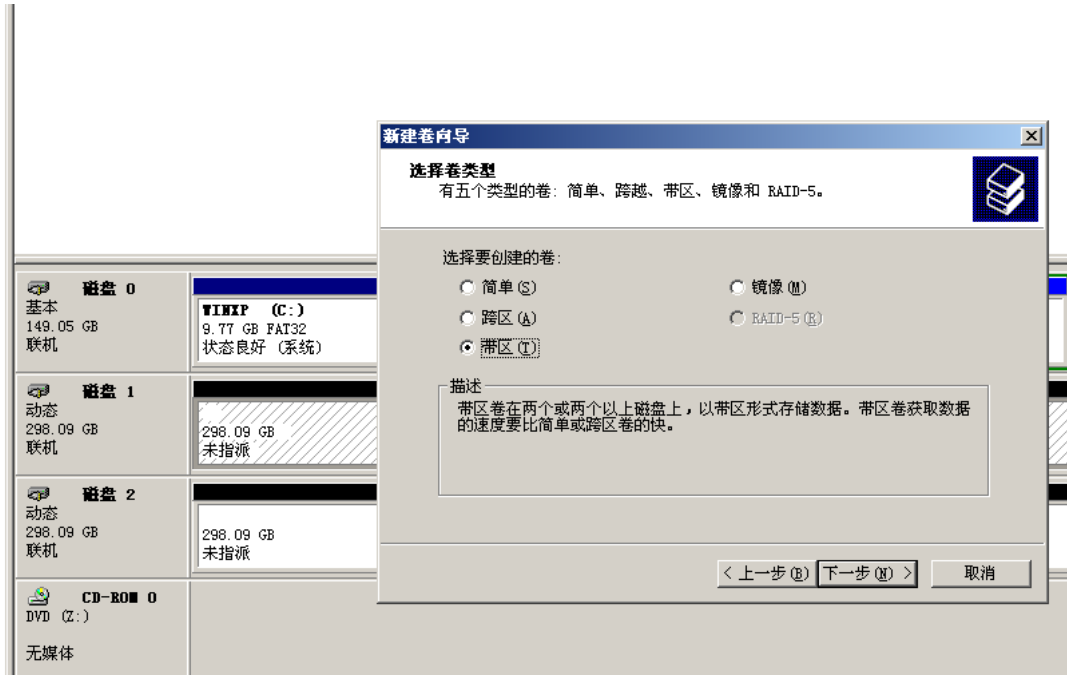 新建卷向导
选择卷类型
有五个类型的卷: 简单、跨越、带区、镜像和 RAID-5。
选择要创建的卷:
简单(S)
镜像(M)
跨区(A)
RAID-5(R)
带区(T)
描述
带区卷在两个或两个以上磁盘上，以带区形式存储数据。带区卷获取数据
的速度要比简单或跨区卷的快。
< 上一步(B)
下一步(N) >
取消
磁盘 0
基本
149.05 GB
联机
WINXP (C:)
9.77 GB FAT32
状态良好 (系统)
磁盘 1
动态
298.09 GB
联机
298.09 GB
未指派
磁盘 2
动态
298.09 GB
联机
298.09 GB
未指派
CD-ROM 0
DVD (Z:)
无媒体